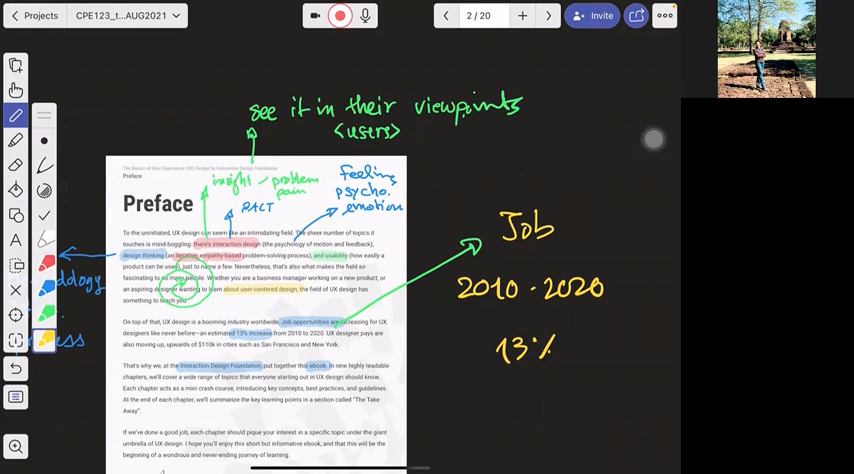 Projects
CPE123_t...AUG2021
2 / 20
Invite
see it in their viewpoints
<users>
The Basics of User Experience (UX) Design by Interaction Design Foundation
Preface
insight - problem
pain
PACT
feeling
psycho.
emotion
Preface
To the uninitiated, UX design can seem like an intimidating field. The sheer number of topics it
touches is mind-boggling: there's interaction design (the psychology of motion and feedback),
design thinking (an iterative, empathy-based problem-solving process), and usability (how easily a
product can be used), just to name a few. Nevertheless, that's also what makes the field so
fascinating to so many people. Whether you are a business manager working on a new product, or
an aspiring designer wanting to learn about user-centered design, the field of UX design has
something to teach you.
On top of that, UX design is a booming industry worldwide. Job opportunities are increasing for UX
designers like never before—an estimated 13% increase from 2010 to 2020. UX designer pays are
also moving up, upwards of $110k in cities such as San Francisco and New York.
That's why we, at the Interaction Design Foundation, put together this ebook. In nine highly readable
chapters, we'll cover a wide range of topics that everyone starting out in UX design should know.
Each chapter acts as a mini crash course, introducing key concepts, best practices, and guidelines.
At the end of each chapter, we'll summarize the key learning points in a section called "The Take
Away".
If we've done a good job, each chapter should pique your interest in a specific topic under the giant
umbrella of UX design. I hope you'll enjoy this short but informative ebook, and that this will be the
beginning of a wondrous and never-ending journey of learning.
Job
2010 - 2020
13%